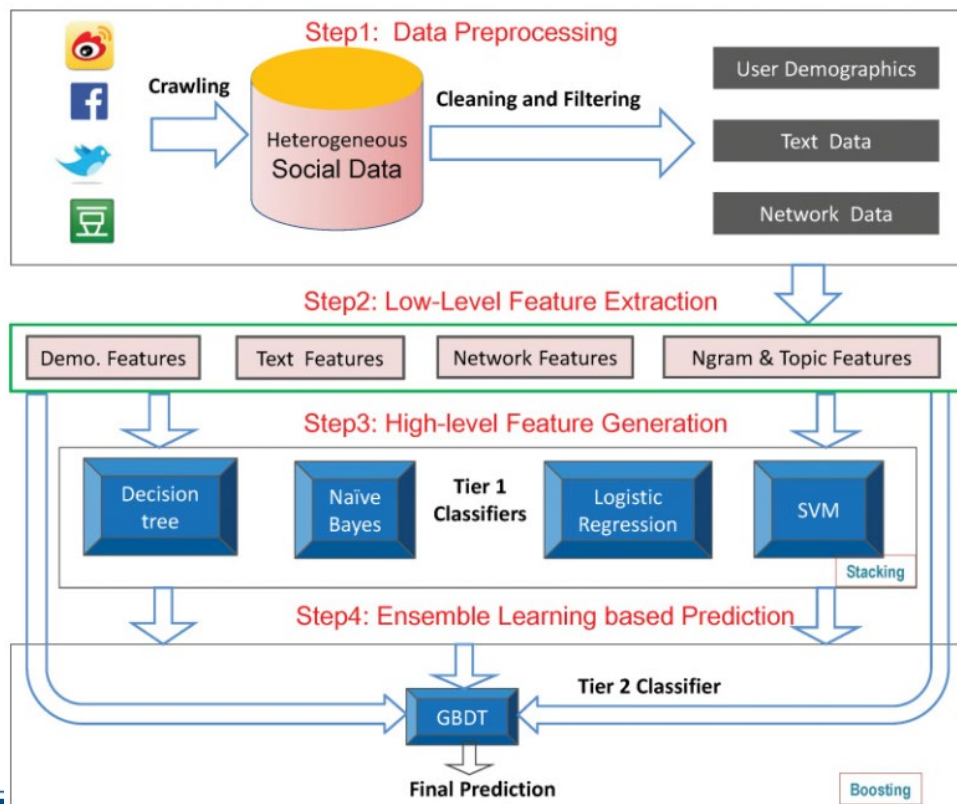 Step1: Data Preprocessing
Crawling
Heterogeneous
Social Data
Cleaning and Filtering
User Demographics
Text Data
Network Data
f
豆
Step2: Low-Level Feature Extraction
Demo. Features
Text Features
Network Features
Ngram & Topic Features
Step3: High-level Feature Generation
Decision
tree
Naïve
Bayes
Tier 1
Classifiers
Logistic
Regression
SVM
Stacking
Step4: Ensemble Learning based Prediction
Tier 2 Classifier
GBDT
Final Prediction
Boosting